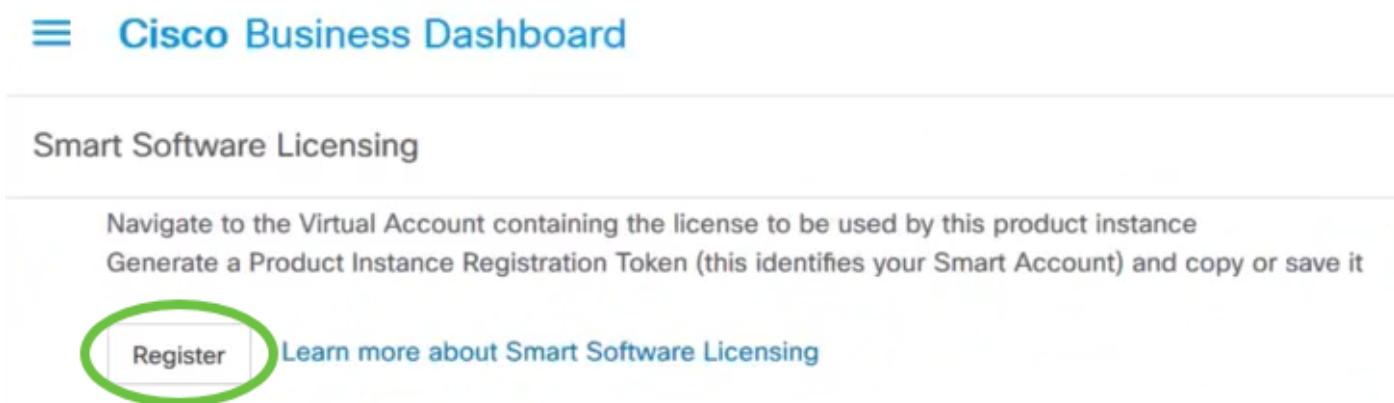 Cisco Business Dashboard
Smart Software Licensing
Navigate to the Virtual Account containing the license to be used by this product instance
Generate a Product Instance Registration Token (this identifies your Smart Account) and copy or save it
Register Learn more about Smart Software Licensing